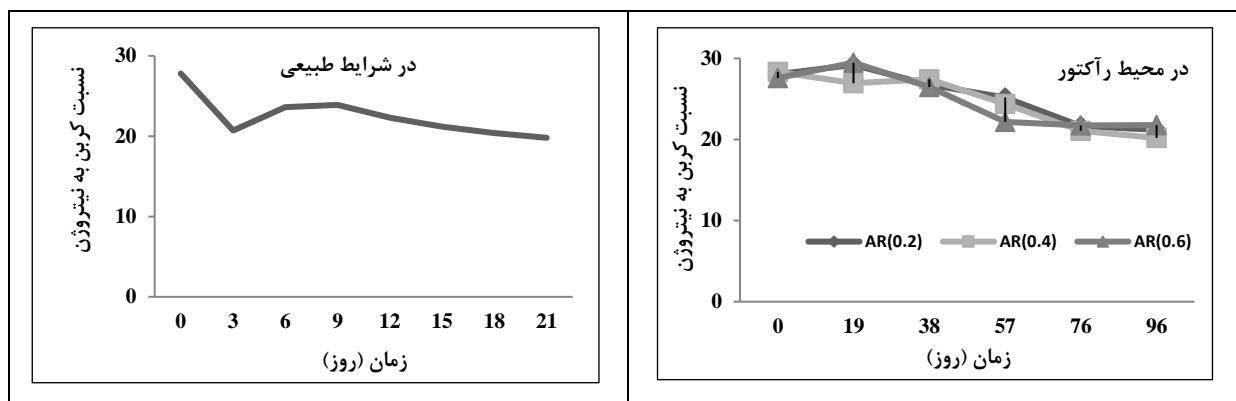 در شرایط طبیعی
نسبت کربن به نیتروژن
30
20
10
0
0 3 6 9 12 15 18 21
زمان (روز)
در محیط رآکتور
نسبت کربن به نیتروژن
30
20
10
0
AR(0.2) AR(0.4) AR(0.6)
0 19 38 57 76 96
زمان (روز)